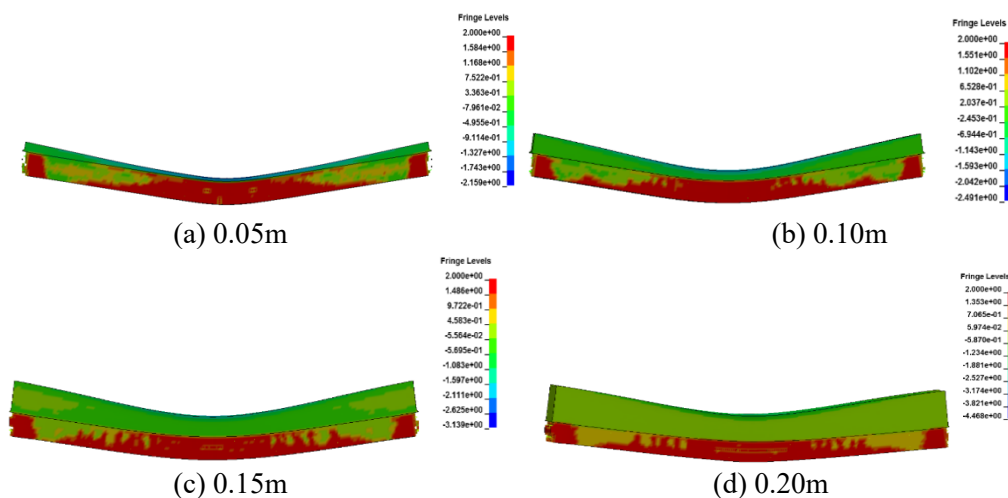 Fringe Levels
2.000e+00
1.584e+00
1.168e+00
7.522e-01
3.363e-01
-7.961e-02
-4.955e-01
-9.114e-01
-1.327e+00
-1.743e+00
-2.159e+00
(a) 0.05m
Fringe Levels
2.000e+00
1.551e+00
1.102e+00
6.528e-01
2.037e-01
-2.453e-01
-6.944e-01
-1.143e+00
-1.593e+00
-2.042e+00
-2.491e+00
(b) 0.10m
Fringe Levels
2.000e+00
1.486e+00
9.722e-01
4.583e-01
-5.564e-02
-5.695e-01
-1.083e+00
-1.597e+00
-2.111e+00
-2.625e+00
-3.139e+00
(c) 0.15m
Fringe Levels
2.000e+00
1.353e+00
7.065e-01
5.974e-02
-5.870e-01
-1.234e+00
-1.881e+00
-2.527e+00
-3.174e+00
-3.821e+00
-4.468e+00
(d) 0.20m